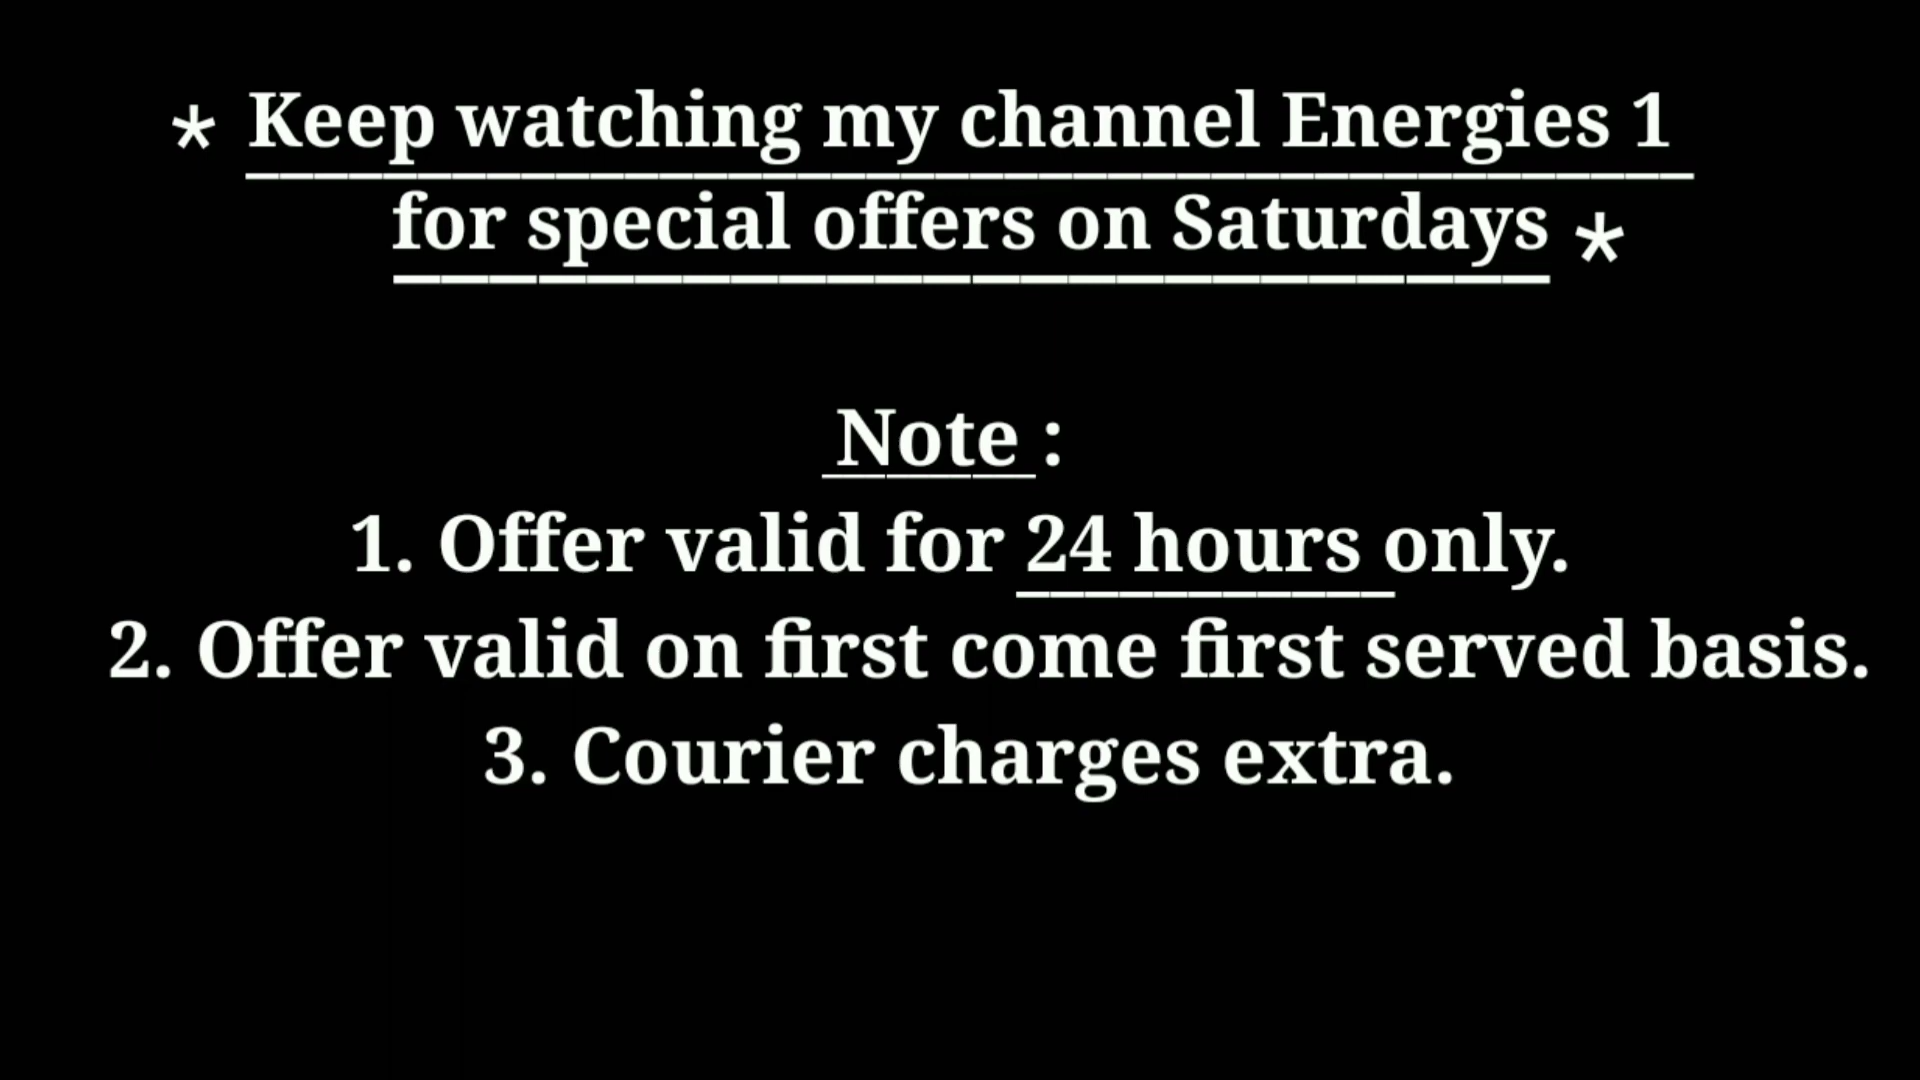 * Keep watching my channel Energies 1
for special offers on Saturdays *
Note :
1. Offer valid for 24 hours only.
2. Offer valid on first come first served basis.
3. Courier charges extra.